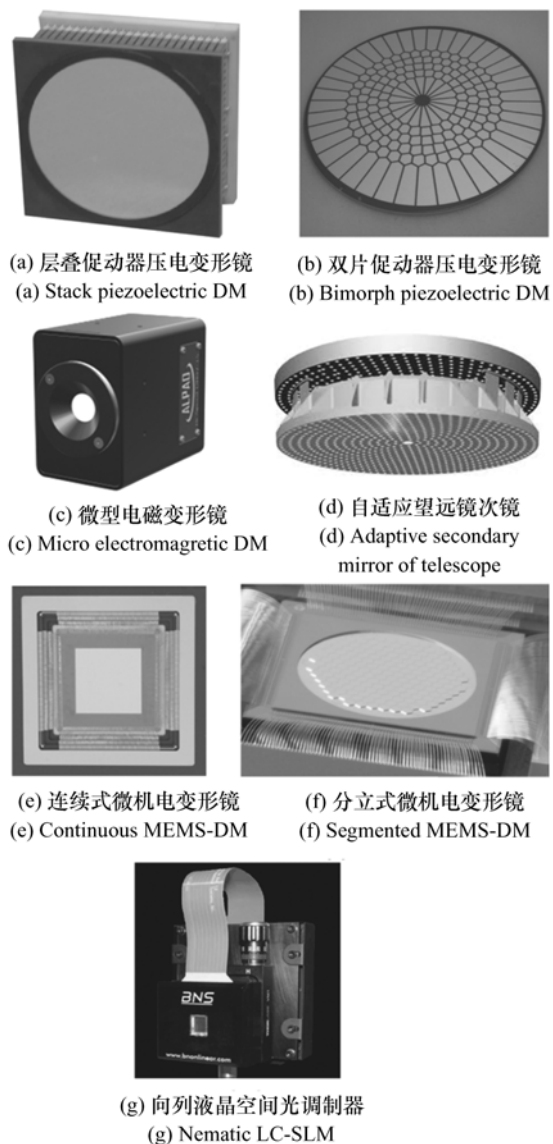 (a) 层叠促动器压电变形镜
(a) Stack piezoelectric DM
(b) 双片促动器压电变形镜
(b) Bimorph piezoelectric DM
ALPAO
(c) 微型电磁变形镜
(c) Micro electromagretic DM
(d) 自适应望远镜次镜
(d) Adaptive secondary
mirror of telescope
(e) 连续式微机电变形镜
(e) Continuous MEMS-DM
(f) 分立式微机电变形镜
(f) Segmented MEMS-DM
BNS
www.bnonlinear.com
(g) 向列液晶空间光调制器
(g) Nematic LC-SLM